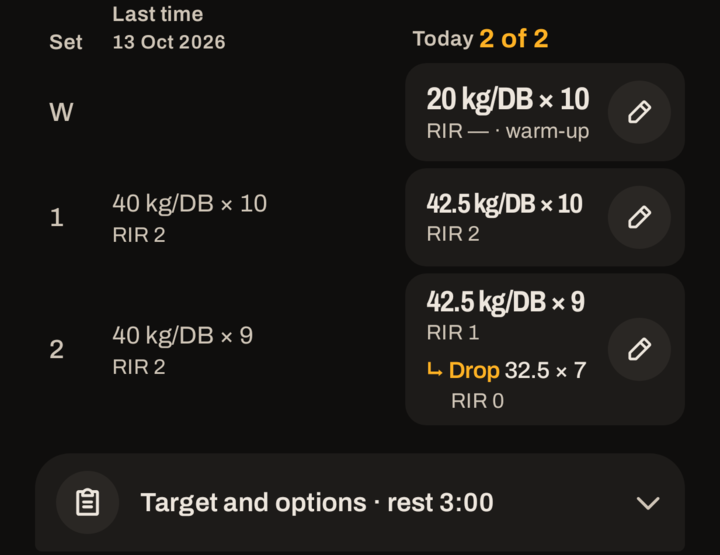 Last time
Set 13 Oct 2026 Today 2 of 2
W 20 kg/DB × 10
RIR — · warm-up
1 40 kg/DB × 10 42.5 kg/DB × 10
RIR 2 RIR 2
2 40 kg/DB × 9 42.5 kg/DB × 9
RIR 2 RIR 1
↳ Drop 32.5 × 7
RIR 0
Target and options · rest 3:00